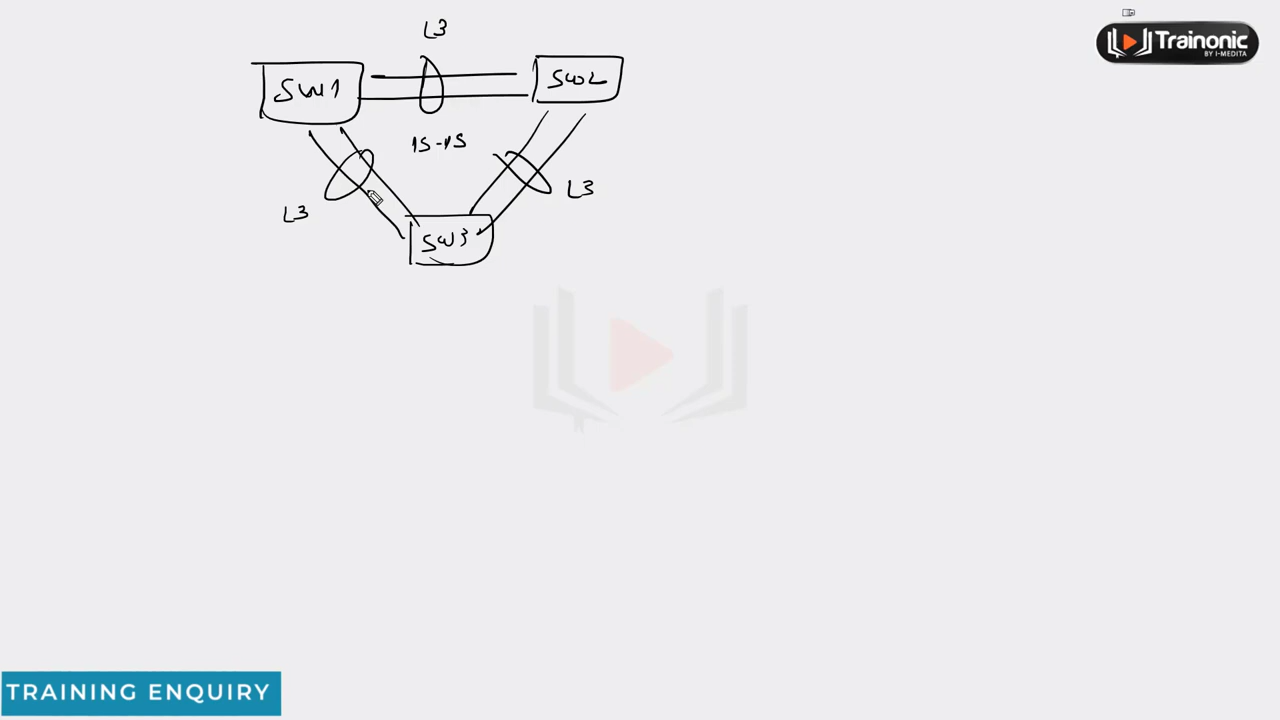 L3
Trainonic
BY I-MEDITA
SW1
SW2
IS-IS
L3
L3
SW3
TRAINING ENQUIRY